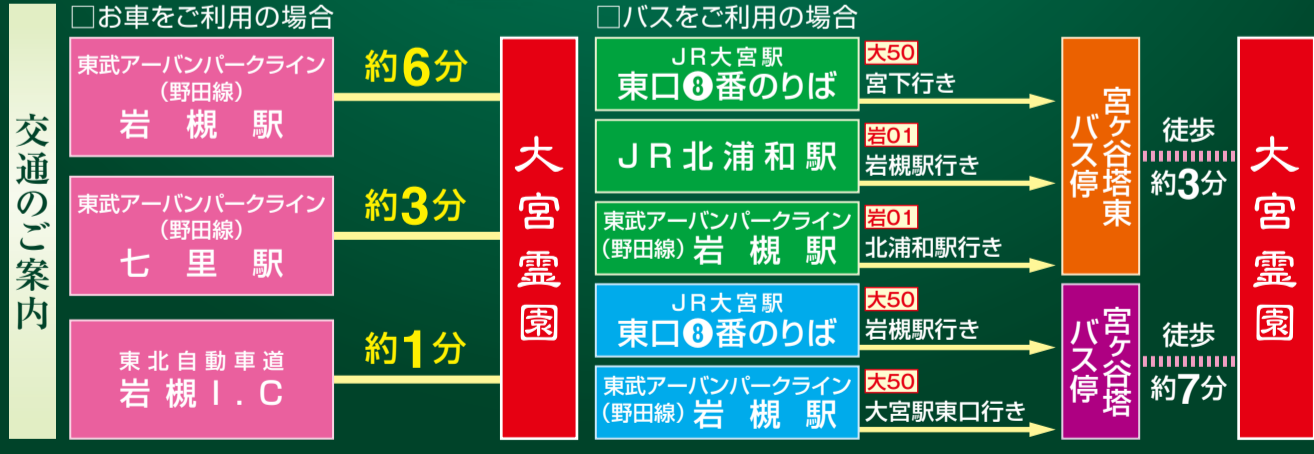 交通のご案内
□お車をご利用の場合
東武アーバンパークライン
(野田線)
岩槻駅
約6分
東武アーバンパークライン
(野田線)
七里駅
約3分
東北自動車道
岩槻I.C
約1分
大宮霊園
□バスをご利用の場合
JR大宮駅
東口❽番のりば
大50
宮下行き
JR北浦和駅
岩01
岩槻駅行き
東武アーバンパークライン
(野田線)岩槻駅
岩01
北浦和駅行き
宮ヶ谷塔東
バス停
徒歩
約3分
JR大宮駅
東口❽番のりば
大50
岩槻駅行き
東武アーバンパークライン
(野田線)岩槻駅
大50
大宮駅東口行き
宮ヶ谷塔
バス停
徒歩
約7分
大宮霊園